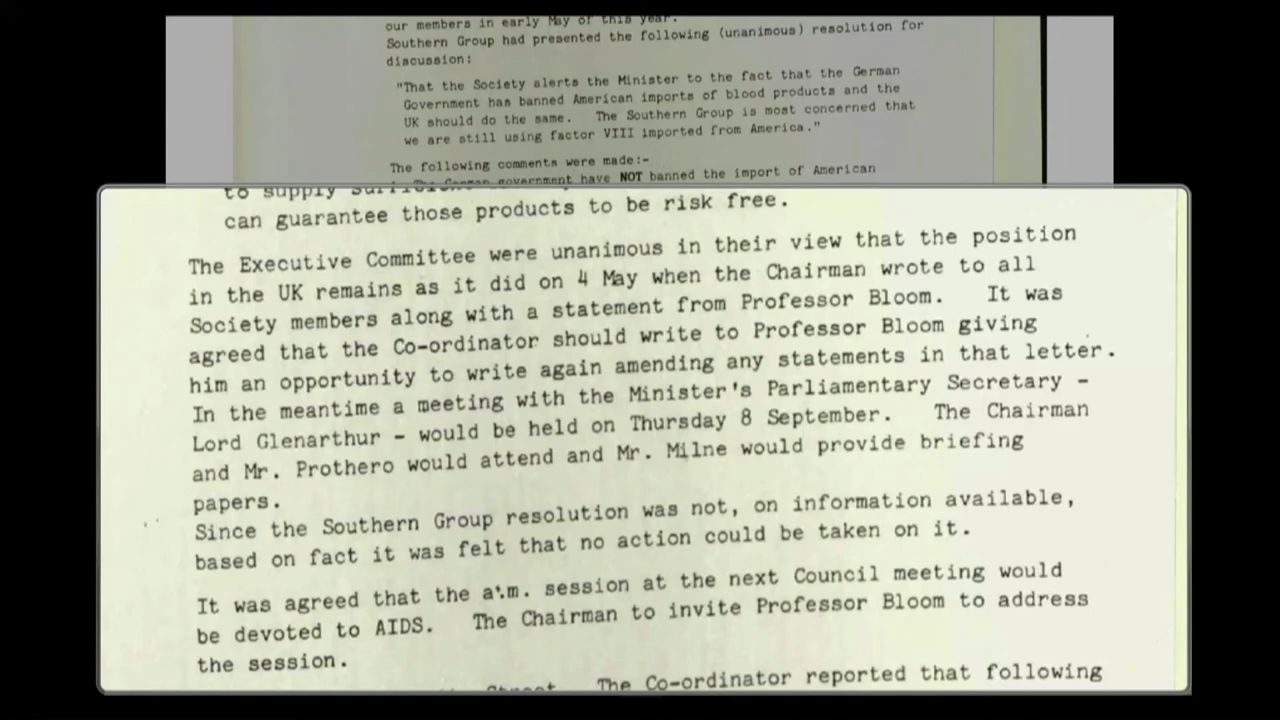 our members in early May of this year.
Southern Group had presented the following (unanimous) resolution for
discussion:
"That the Society alerts the Minister to the fact that the German
Government has banned American imports of blood products and the
UK should do the same. The Southern Group is most concerned that
we are still using factor VIII imported from America."
The following comments were made:-
The German government have NOT banned the import of American
to supply
can guarantee those products to be risk free.
The Executive Committee were unanimous in their view that the position
in the UK remains as it did on 4 May when the Chairman wrote to all
Society members along with a statement from Professor Bloom. It was
agreed that the Co-ordinator should write to Professor Bloom giving
him an opportunity to write again amending any statements in that letter.
In the meantime a meeting with the Minister's Parliamentary Secretary -
Lord Glenarthur - would be held on Thursday 8 September. The Chairman
and Mr. Prothero would attend and Mr. Milne would provide briefing
papers.
Since the Southern Group resolution was not, on information available,
based on fact it was felt that no action could be taken on it.
It was agreed that the a.m. session at the next Council meeting would
be devoted to AIDS. The Chairman to invite Professor Bloom to address
the session.
Street. The Co-ordinator reported that following